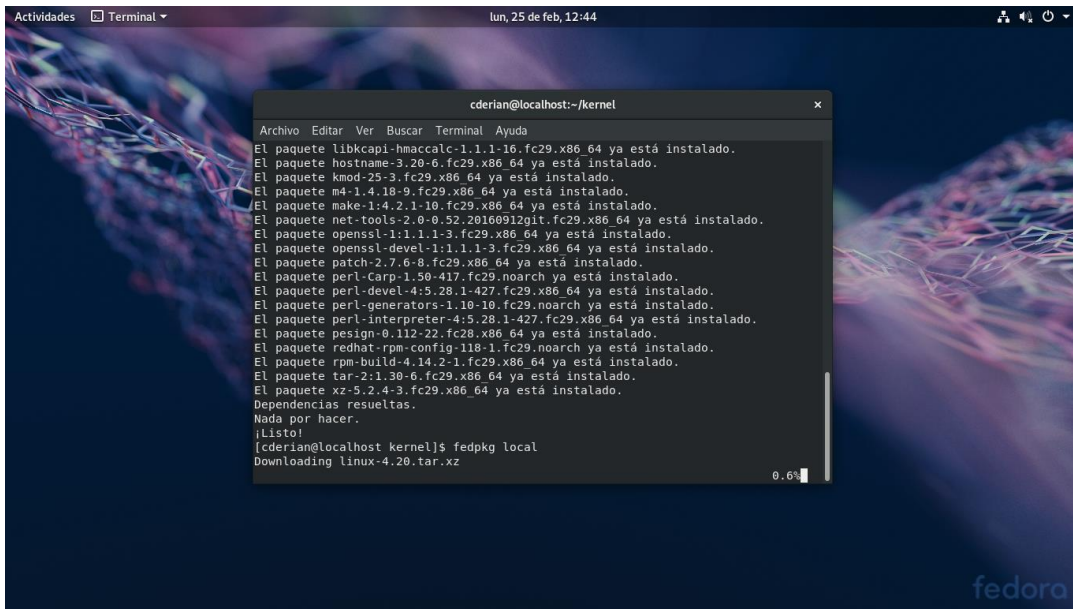 Actividades Terminal lun, 25 de feb, 12:44
cderian@localhost:~/kernel
Archivo Editar Ver Buscar Terminal Ayuda
El paquete libkcapi-hmaccalc-1.1.1-16.fc29.x86_64 ya está instalado.
El paquete hostname-3.20-6.fc29.x86_64 ya está instalado.
El paquete kmod-25-3.fc29.x86_64 ya está instalado.
El paquete m4-1.4.18-9.fc29.x86_64 ya está instalado.
El paquete make-1:4.2.1-10.fc29.x86_64 ya está instalado.
El paquete net-tools-2.0-0.52.20160912git.fc29.x86_64 ya está instalado.
El paquete openssl-1:1.1.1-3.fc29.x86_64 ya está instalado.
El paquete openssl-devel-1:1.1.1-3.fc29.x86_64 ya está instalado.
El paquete patch-2.7.6-8.fc29.x86_64 ya está instalado.
El paquete perl-Carp-1.50-417.fc29.noarch ya está instalado.
El paquete perl-devel-4:5.28.1-427.fc29.x86_64 ya está instalado.
El paquete perl-generators-1.10-10.fc29.noarch ya está instalado.
El paquete perl-interpreter-4:5.28.1-427.fc29.x86_64 ya está instalado.
El paquete pesign-0.112-22.fc28.x86_64 ya está instalado.
El paquete redhat-rpm-config-118-1.fc29.noarch ya está instalado.
El paquete rpm-build-4.14.2-1.fc29.x86_64 ya está instalado.
El paquete tar-2:1.30-6.fc29.x86_64 ya está instalado.
El paquete xz-5.2.4-3.fc29.x86_64 ya está instalado.
Dependencias resueltas.
Nada por hacer.
¡Listo!
[cderian@localhost kernel]$ fedpkg local
Downloading linux-4.20.tar.xz
0.6%
fedora